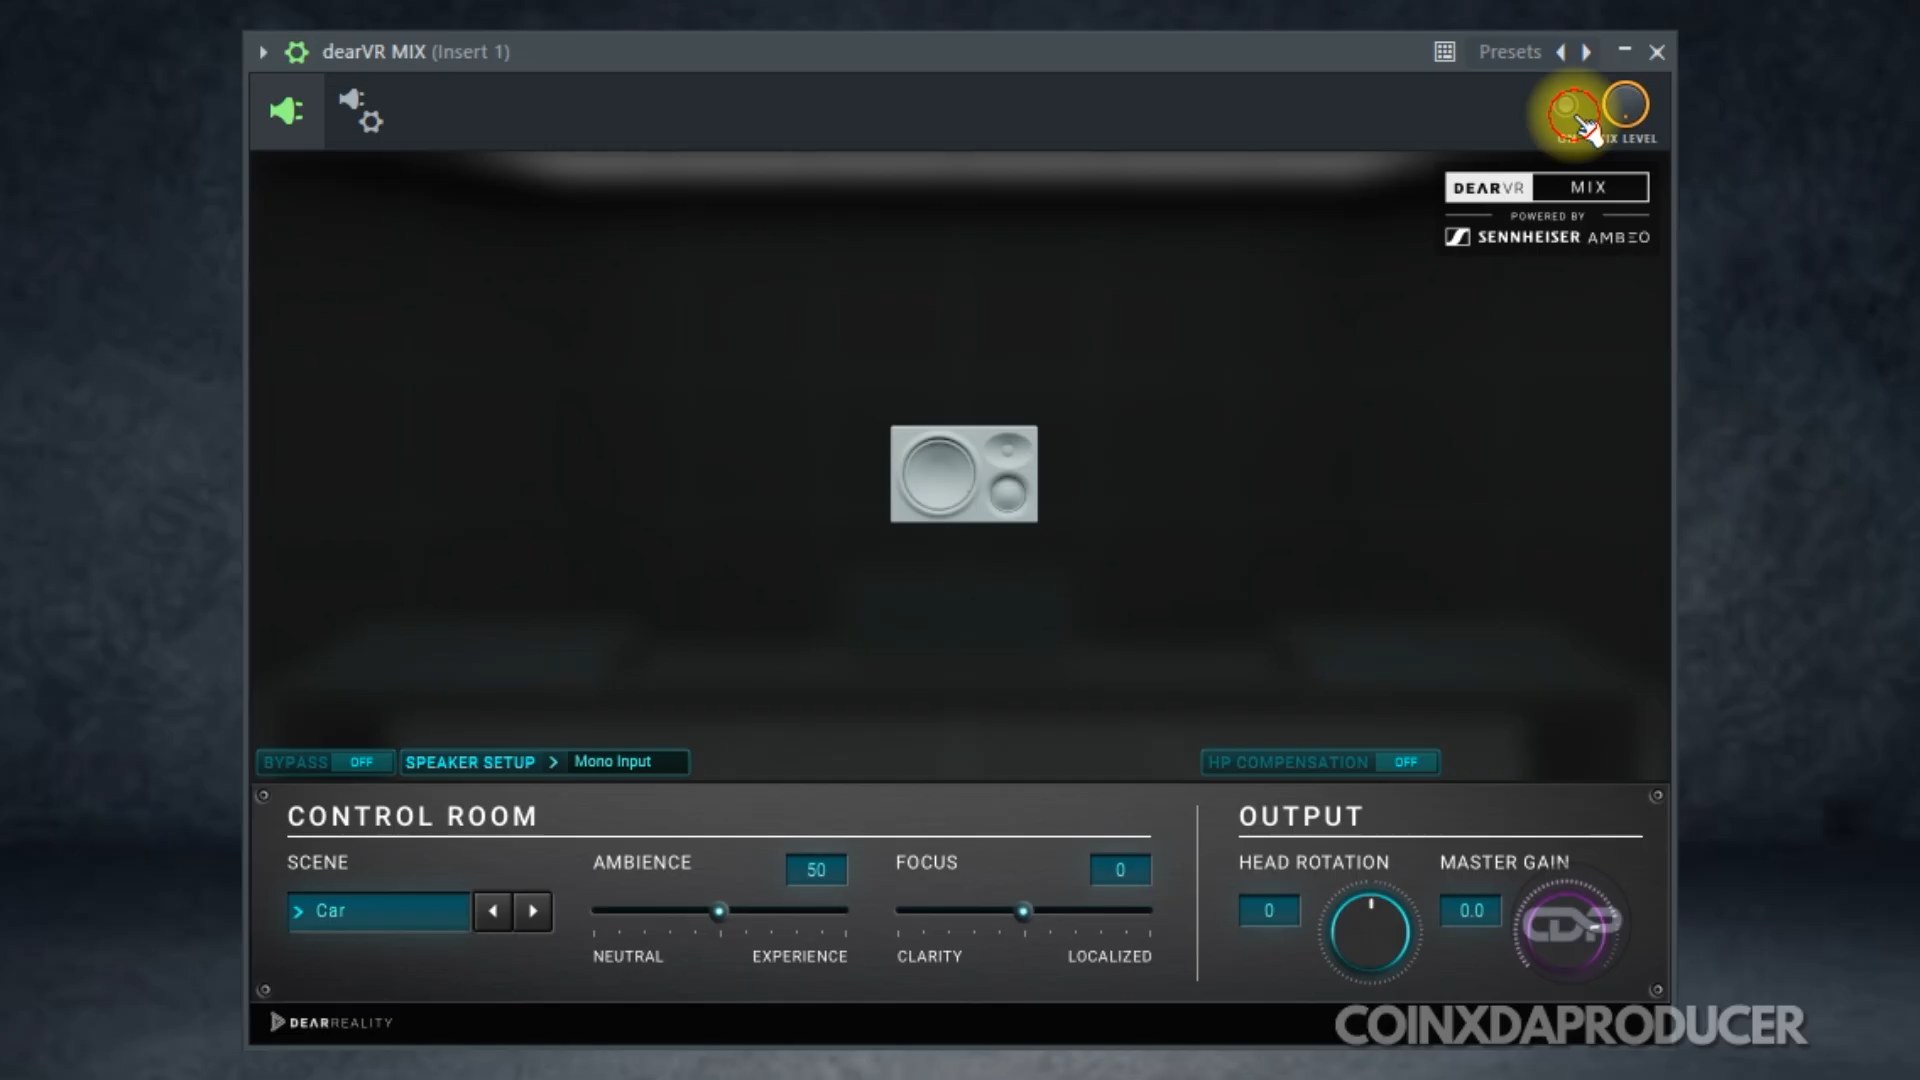 dearVR MIX (Insert 1)
Presets
IX LEVEL
DEARVR MIX
POWERED BY
SENNHEISER AMBEO
BYPASS OFF
SPEAKER SETUP > Mono Input
HP COMPENSATION OFF
CONTROL ROOM
SCENE
> Car
AMBIENCE
50
NEUTRAL
EXPERIENCE
FOCUS
0
CLARITY
LOCALIZED
OUTPUT
HEAD ROTATION
0
MASTER GAIN
0.0
CDP
DEARREALITY
COINXDAPRODUCER